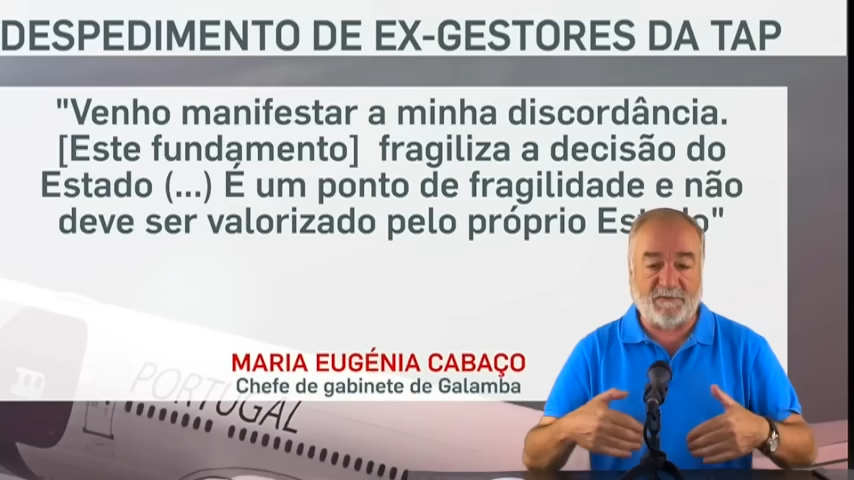 DESPEDIMENTO DE EX-GESTORES DA TAP
"Venho manifestar a minha discordância.
[Este fundamento] fragiliza a decisão do
Estado (...) É um ponto de fragilidade e não
deve ser valorizado pelo próprio Estado"
MARIA EUGÉNIA CABAÇO
Chefe de gabinete de Galamba
PORTUGAL